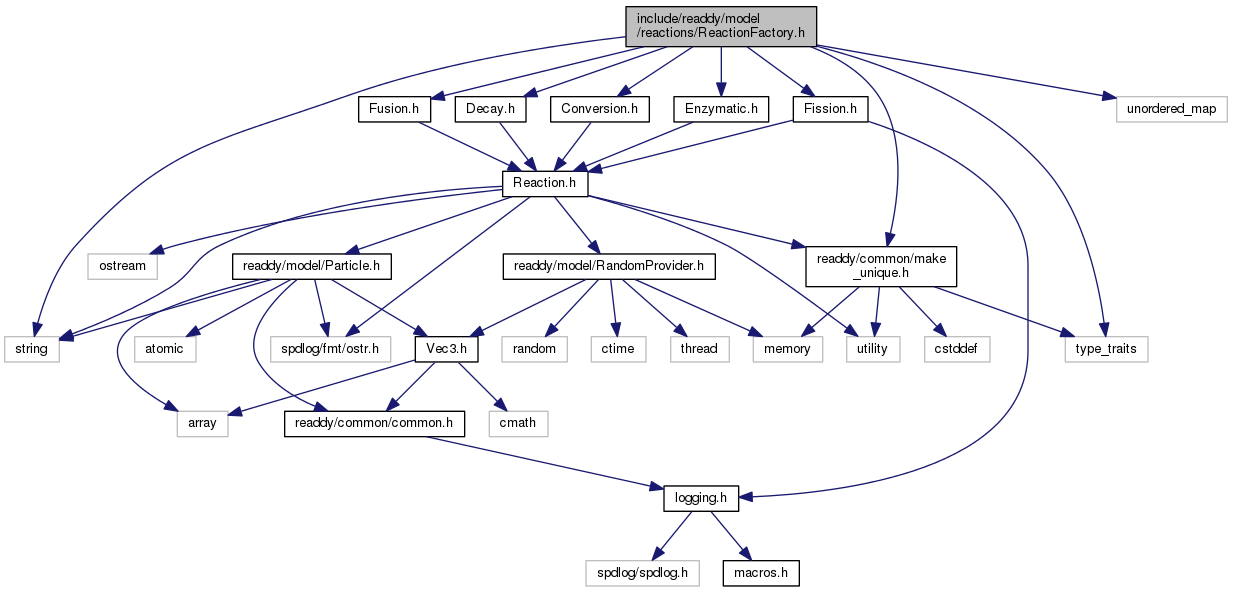 include/readdy/model
/reactions/ReactionFactory.h
Fusion.h
Decay.h
Conversion.h
Enzymatic.h
Fission.h
unordered_map
Reaction.h
ostream
readdy/model/Particle.h
readdy/model/RandomProvider.h
readdy/common/make
_unique.h
string
atomic
spdlog/fmt/ostr.h
Vec3.h
random
ctime
thread
memory
utility
cstddef
type_traits
array
readdy/common/common.h
cmath
logging.h
spdlog/spdlog.h
macros.h